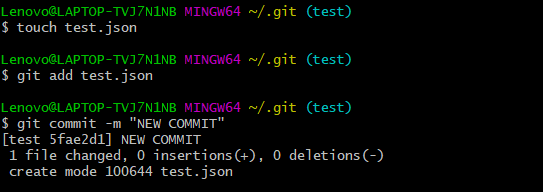 Lenovo@LAPTOP-TVJ7N1NB MINGW64 ~/.git (test)
$ touch test.json
Lenovo@LAPTOP-TVJ7N1NB MINGW64 ~/.git (test)
$ git add test.json
Lenovo@LAPTOP-TVJ7N1NB MINGW64 ~/.git (test)
$ git commit -m "NEW COMMIT"
[test 5fae2d1] NEW COMMIT
 1 file changed, 0 insertions(+), 0 deletions(-)
 create mode 100644 test.json